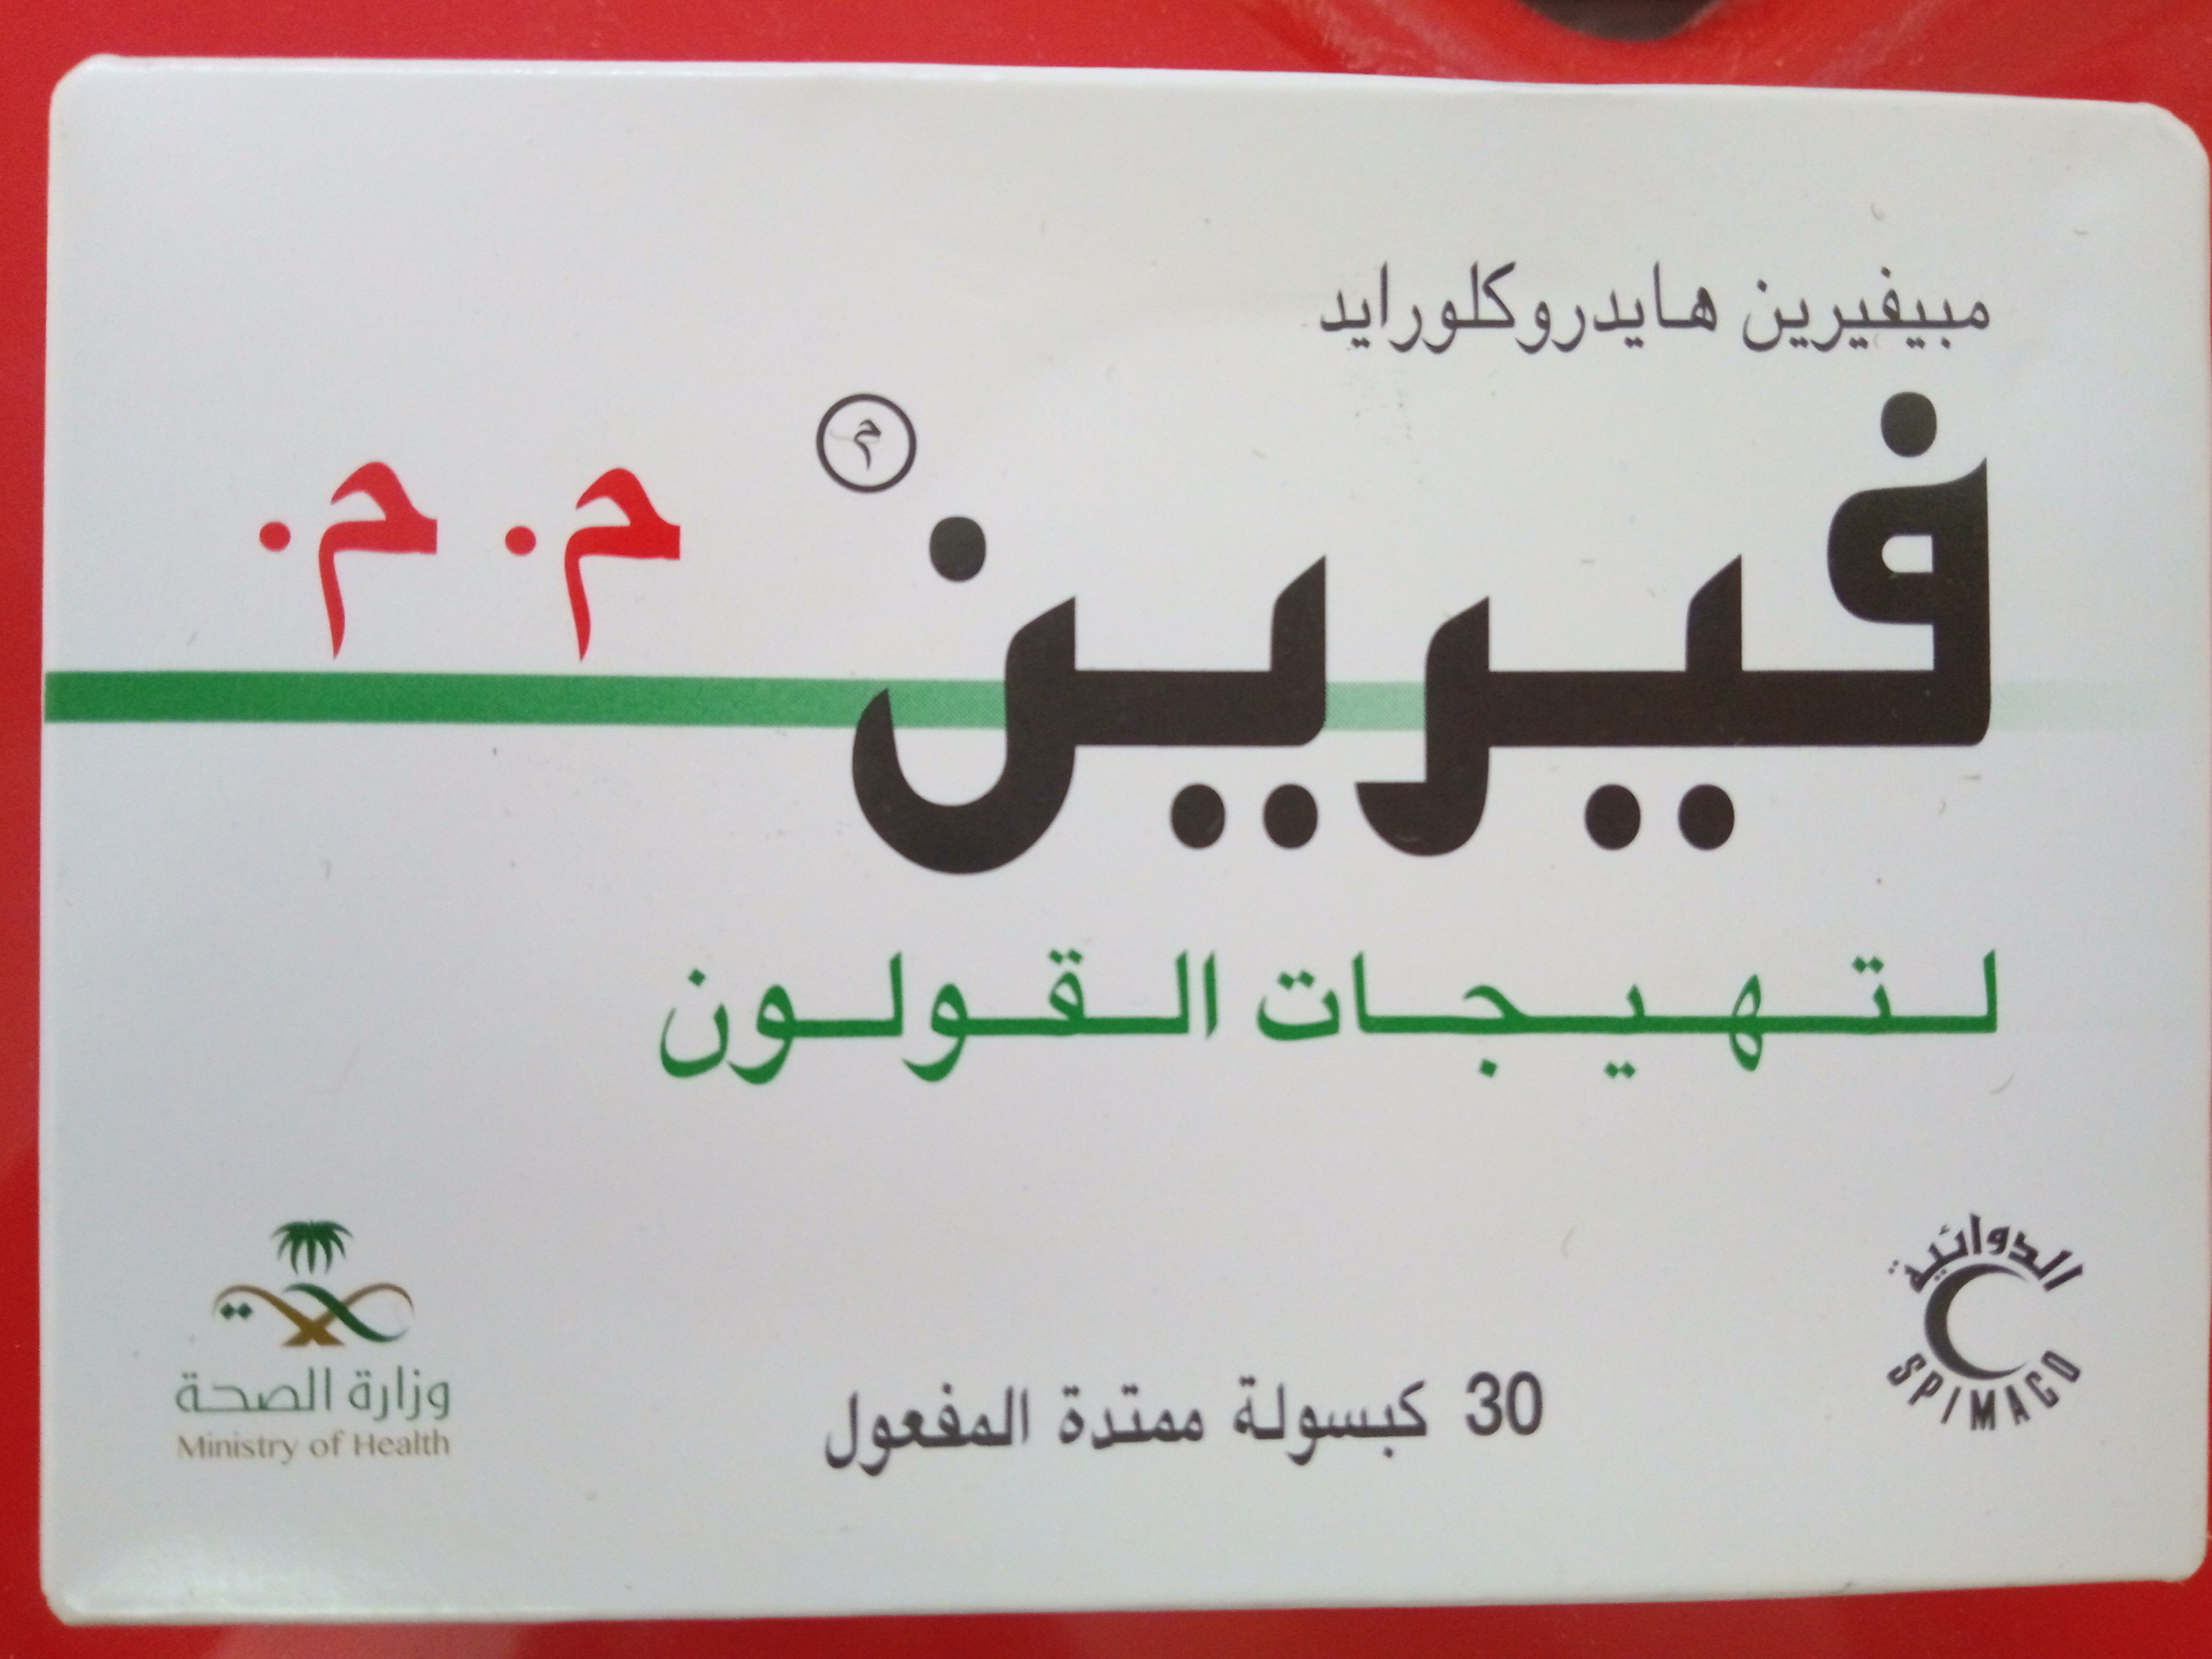 مبيفيرين هايدروكلورايد
فيرين م م. م.
لتهيجات القولون
الدوائية
SPIMACO
30 كبسولة ممتدة المفعول
وزارة الصحة
Ministry of Health